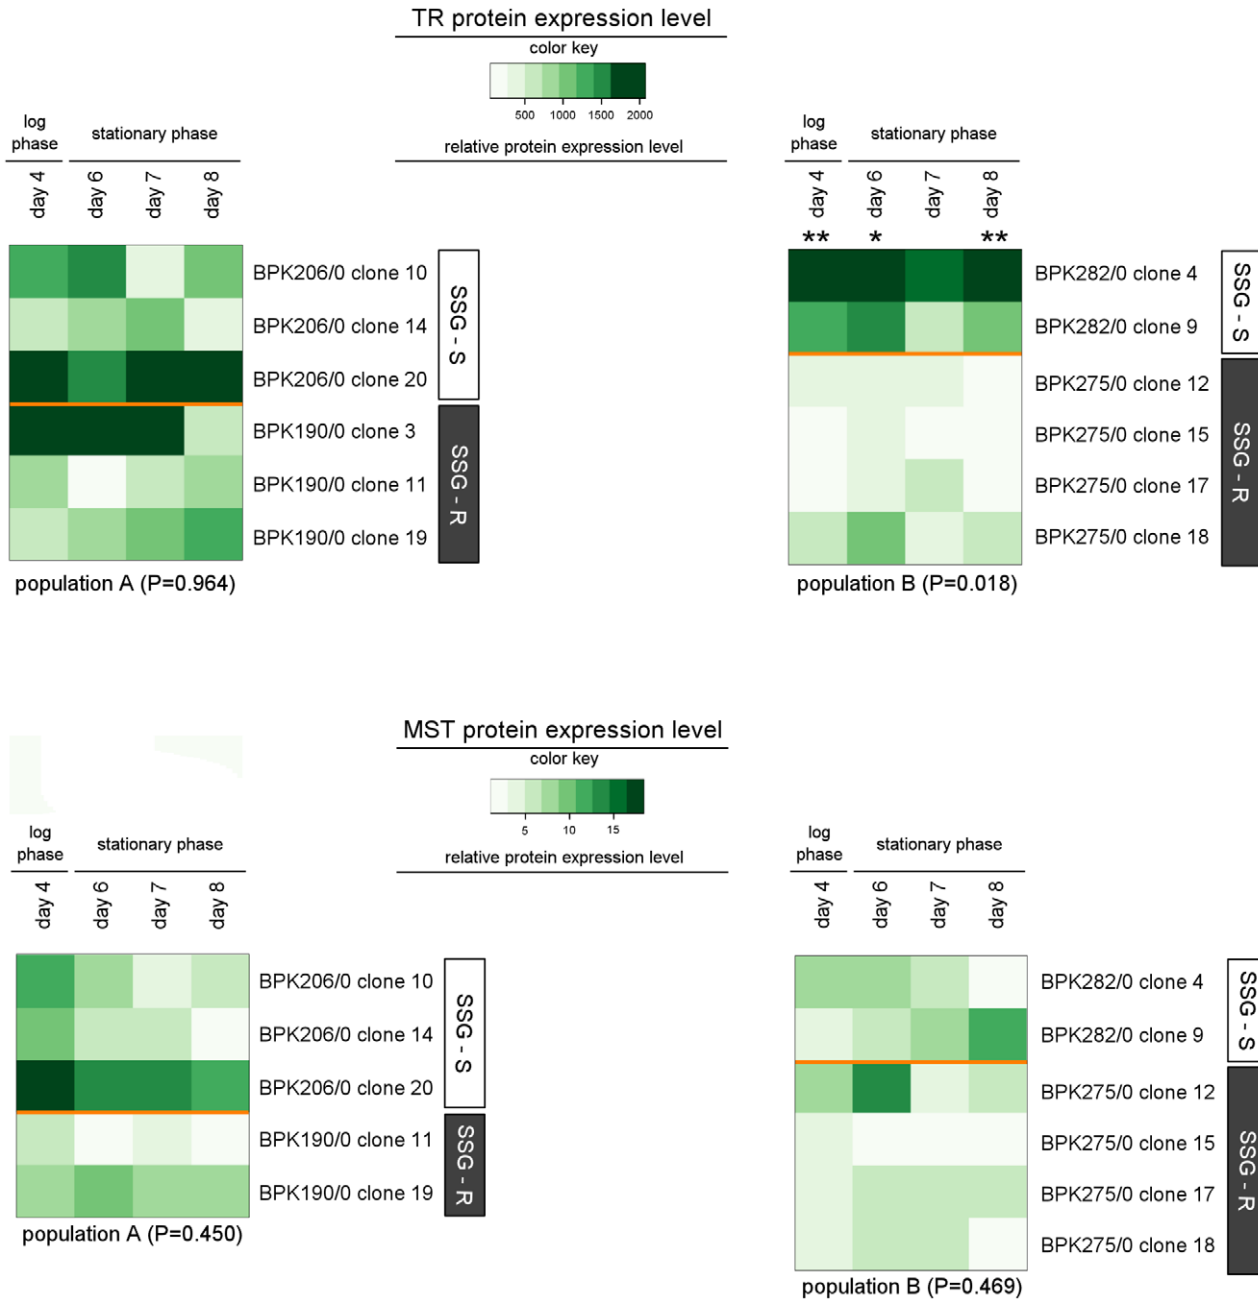 TR protein expression level
color key
500 1000 1500 2000
relative protein expression level
log phase
stationary phase
day 4
day 6
day 7
day 8
BPK206/0 clone 10
BPK206/0 clone 14
BPK206/0 clone 20
BPK190/0 clone 3
BPK190/0 clone 11
BPK190/0 clone 19
SSG - S
SSG - R
population A (P=0.964)
log phase
stationary phase
day 4
day 6
day 7
day 8
** * **
BPK282/0 clone 4
BPK282/0 clone 9
BPK275/0 clone 12
BPK275/0 clone 15
BPK275/0 clone 17
BPK275/0 clone 18
SSG - S
SSG - R
population B (P=0.018)
MST protein expression level
color key
5 10 15
relative protein expression level
log phase
stationary phase
day 4
day 6
day 7
day 8
BPK206/0 clone 10
BPK206/0 clone 14
BPK206/0 clone 20
BPK190/0 clone 11
BPK190/0 clone 19
SSG - S
SSG - R
population A (P=0.450)
log phase
stationary phase
day 4
day 6
day 7
day 8
BPK282/0 clone 4
BPK282/0 clone 9
BPK275/0 clone 12
BPK275/0 clone 15
BPK275/0 clone 17
BPK275/0 clone 18
SSG - S
SSG - R
population B (P=0.469)